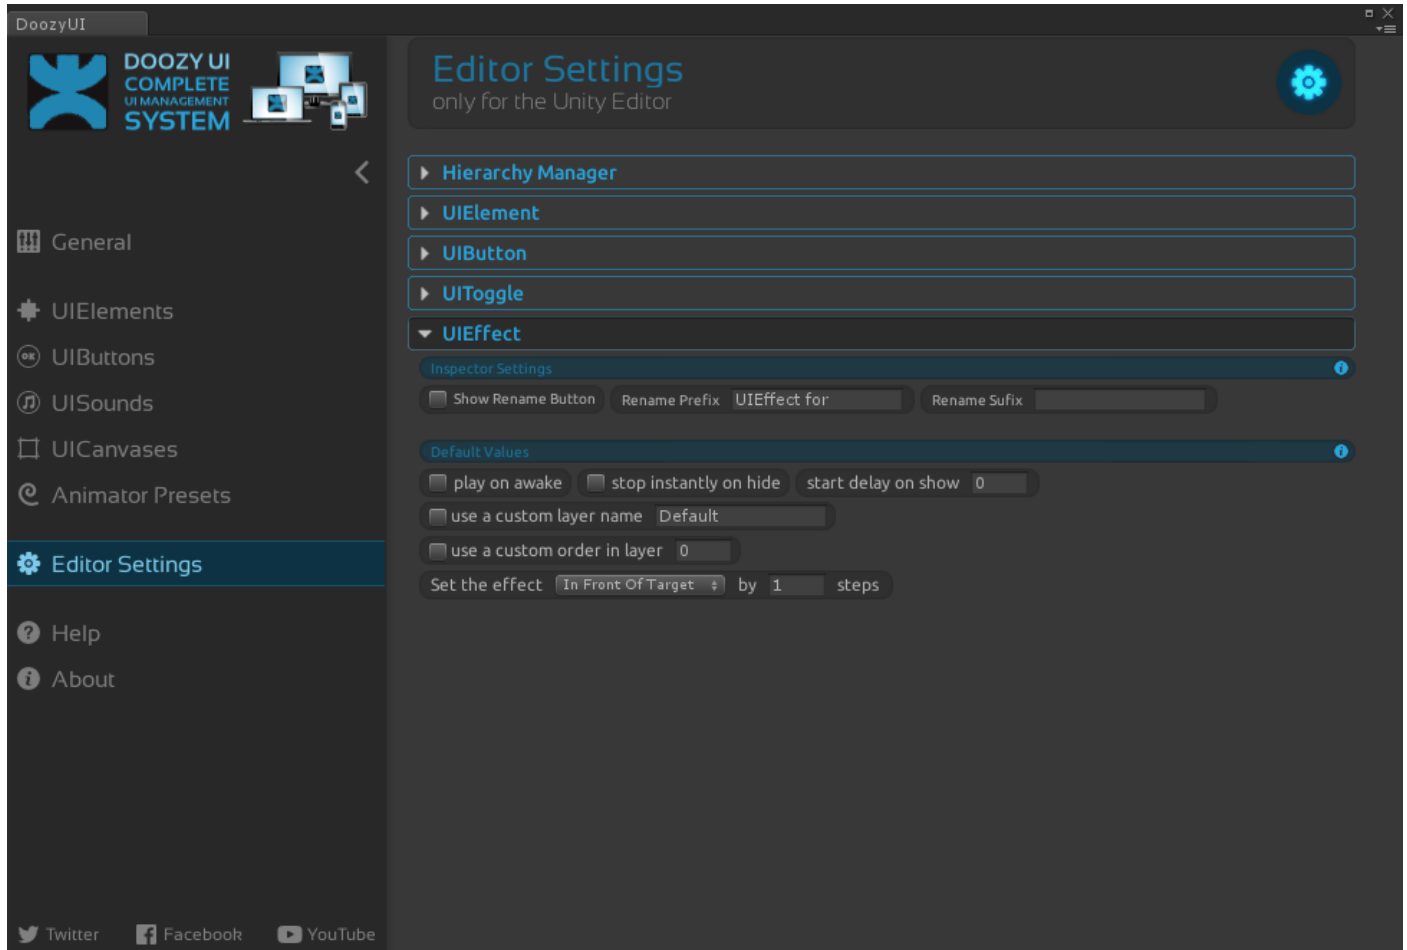 DoozyUI
DOOZY UI
COMPLETE
UI MANAGEMENT
SYSTEM
General
UIElements
OK UIButtons
UISounds
UICanvases
Animator Presets
Editor Settings
Help
About
Twitter Facebook YouTube
Editor Settings
only for the Unity Editor
Hierarchy Manager
UIElement
UIButton
UIToggle
UIEffect
Inspector Settings
Show Rename Button Rename Prefix UIEffect for Rename Sufix
Default Values
play on awake stop instantly on hide start delay on show 0
use a custom layer name Default
use a custom order in layer 0
Set the effect In Front Of Target by 1 steps